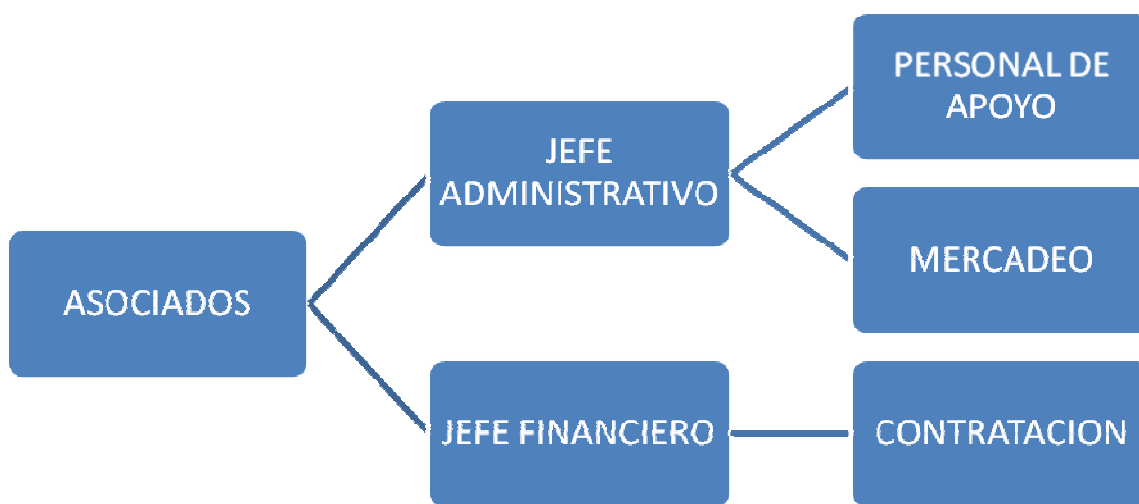 ASOCIADOS
JEFE
ADMINISTRATIVO
PERSONAL DE
APOYO
MERCADEO
JEFE FINANCIERO
CONTRATACION